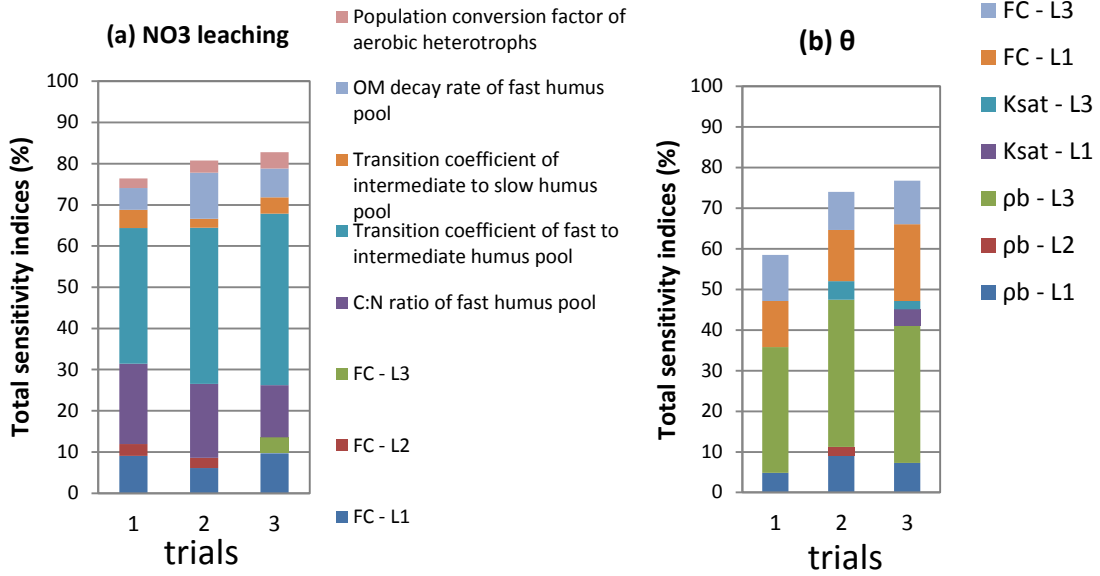 (a) NO3 leaching
Total sensitivity indices (%)
100
90
80
70
60
50
40
30
20
10
0
1 2 3
trials
Population conversion factor of
aerobic heterotrophs
OM decay rate of fast humus
pool
Transition coefficient of
intermediate to slow humus
pool
Transition coefficient of fast to
intermediate humus pool
C:N ratio of fast humus pool
FC - L3
FC - L2
FC - L1
(b) θ
Total sensitivity indices (%)
100
90
80
70
60
50
40
30
20
10
0
1 2 3
trials
FC - L3
FC - L1
Ksat - L3
Ksat - L1
ρb - L3
ρb - L2
ρb - L1